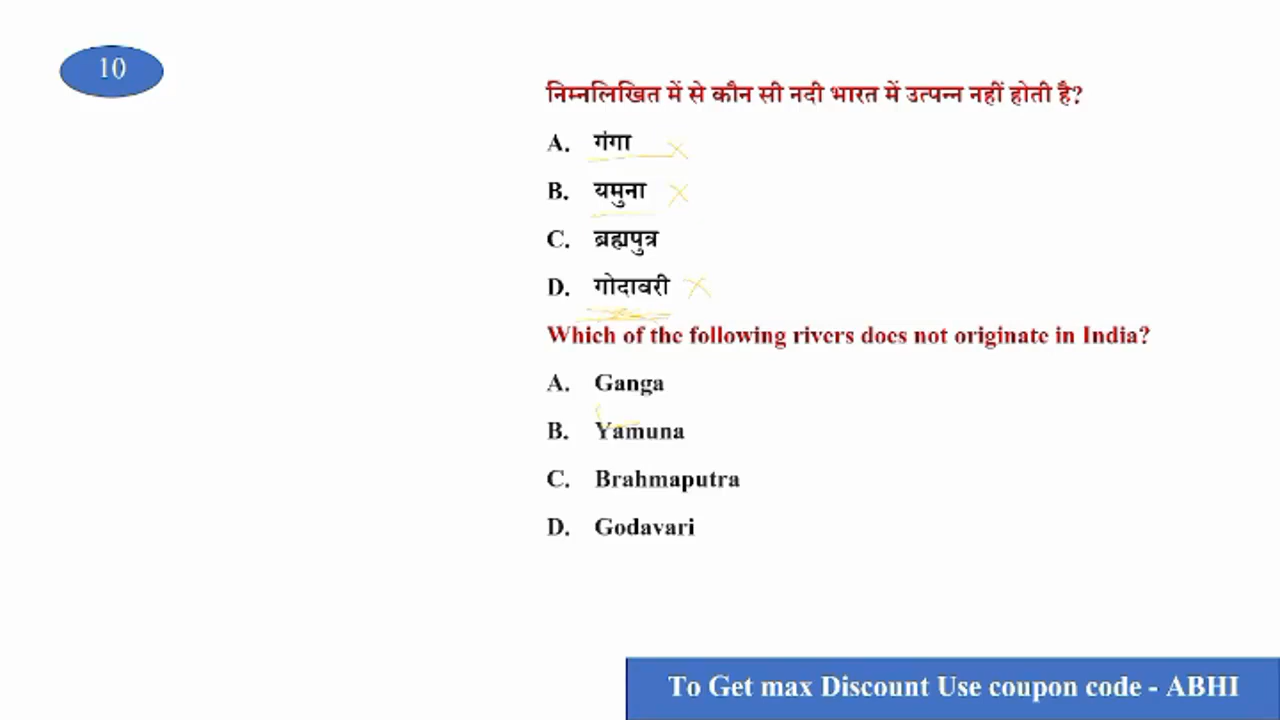 10
निम्नलिखित में से कौन सी नदी भारत में उत्पन्न नहीं होती है?
A. गंगा
B. यमुना
C. ब्रह्मपुत्र
D. गोदावरी
Which of the following rivers does not originate in India?
A. Ganga
B. Yamuna
C. Brahmaputra
D. Godavari
To Get max Discount Use coupon code - ABHI